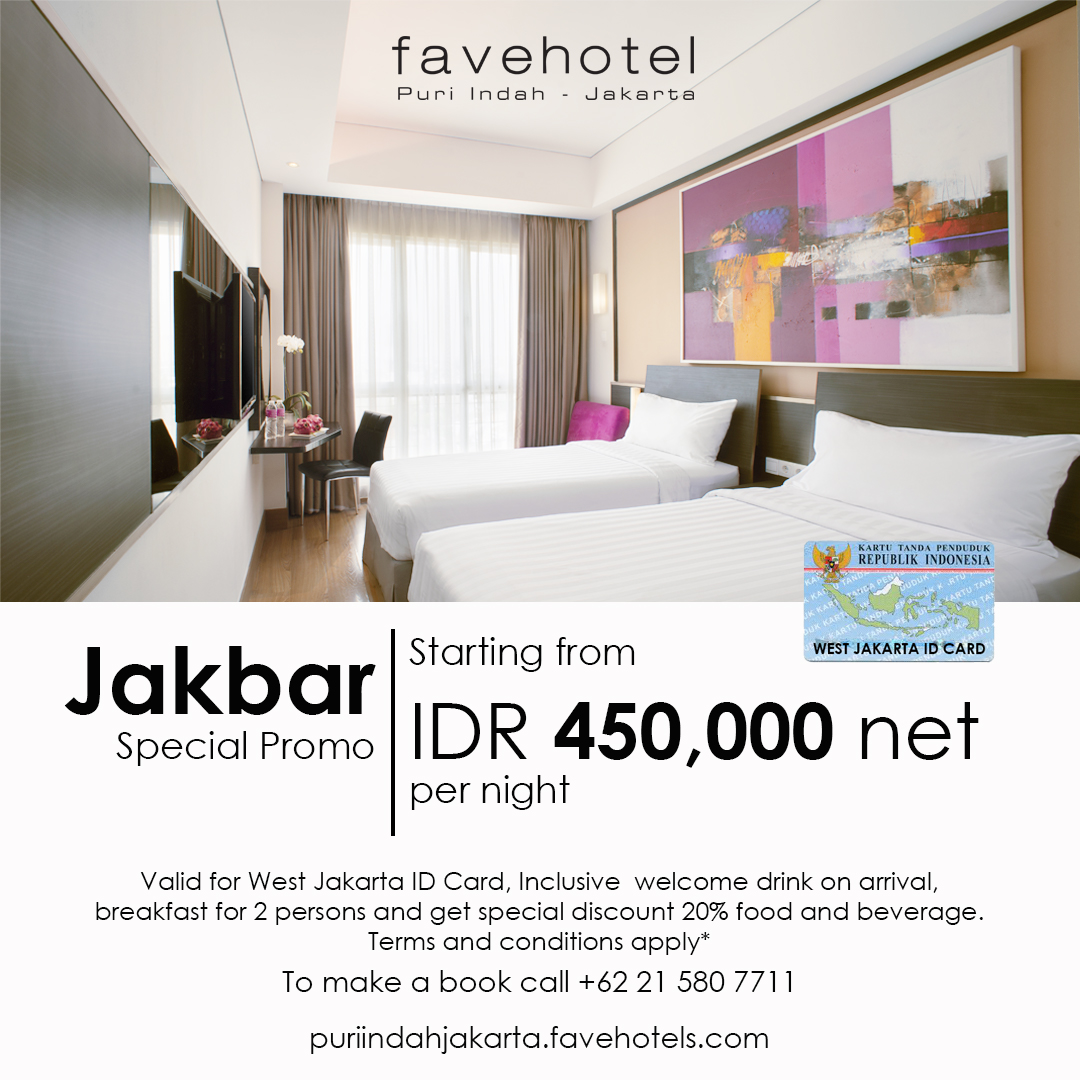 favehotel
Puri Indah - Jakarta
KARTU TANDA PENDUDUK
REPUBLIK INDONESIA
WEST JAKARTA ID CARD
Jakbar
Special Promo
Starting from
IDR 450,000 net
per night
Valid for West Jakarta ID Card, Inclusive welcome drink on arrival,
breakfast for 2 persons and get special discount 20% food and beverage.
Terms and conditions apply*
To make a book call +62 21 580 7711
puriindahjakarta.favehotels.com